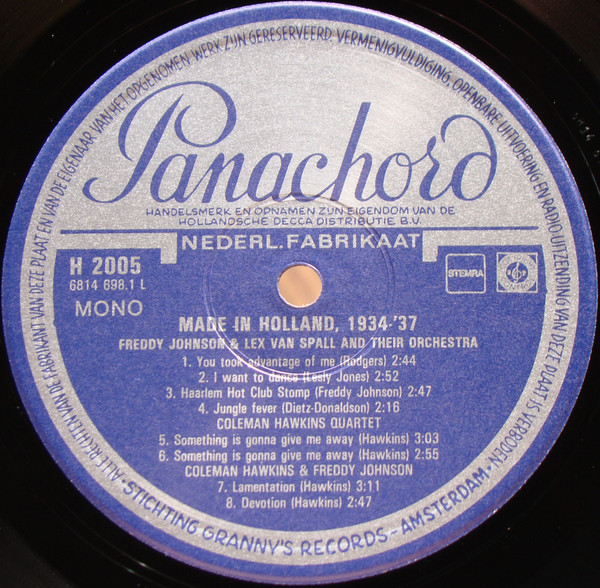 ALLE RECHTEN VAN DE FABRIKANT VAN DEZE PLAAT EN VAN DE EIGENAAR VAN HET OPGENOMEN WERK ZIJN GERESERVEERD. VERMENIGVULDIGING, OPENBARE UITVOERING EN RADIO UITZENDING VAN DEZE PLAAT IS VERBODEN
Panachord
HANDELSMERK EN OPNAMEN ZIJN EIGENDOM VAN DE
HOLLANDSCHE DECCA DISTRIBUTIE B.V.
NEDERL. FABRIKAAT
H 2005
6814 698.1 L
STEMRA
MONO
MADE IN HOLLAND, 1934-'37
FREDDY JOHNSON & LEX VAN SPALL AND THEIR ORCHESTRA
1. You took advantage of me (Rodgers) 2:44
2. I want to dance (Lesly Jones) 2:52
3. Haarlem Hot Club Stomp (Freddy Johnson) 2:47
4. Jungle fever (Dietz-Donaldson) 2:16
COLEMAN HAWKINS QUARTET
5. Something is gonna give me away (Hawkins) 3:03
6. Something is gonna give me away (Hawkins) 2:55
COLEMAN HAWKINS & FREDDY JOHNSON
7. Lamentation (Hawkins) 3:11
8. Devotion (Hawkins) 2:47
STICHTING GRANNY'S RECORDS - AMSTERDAM